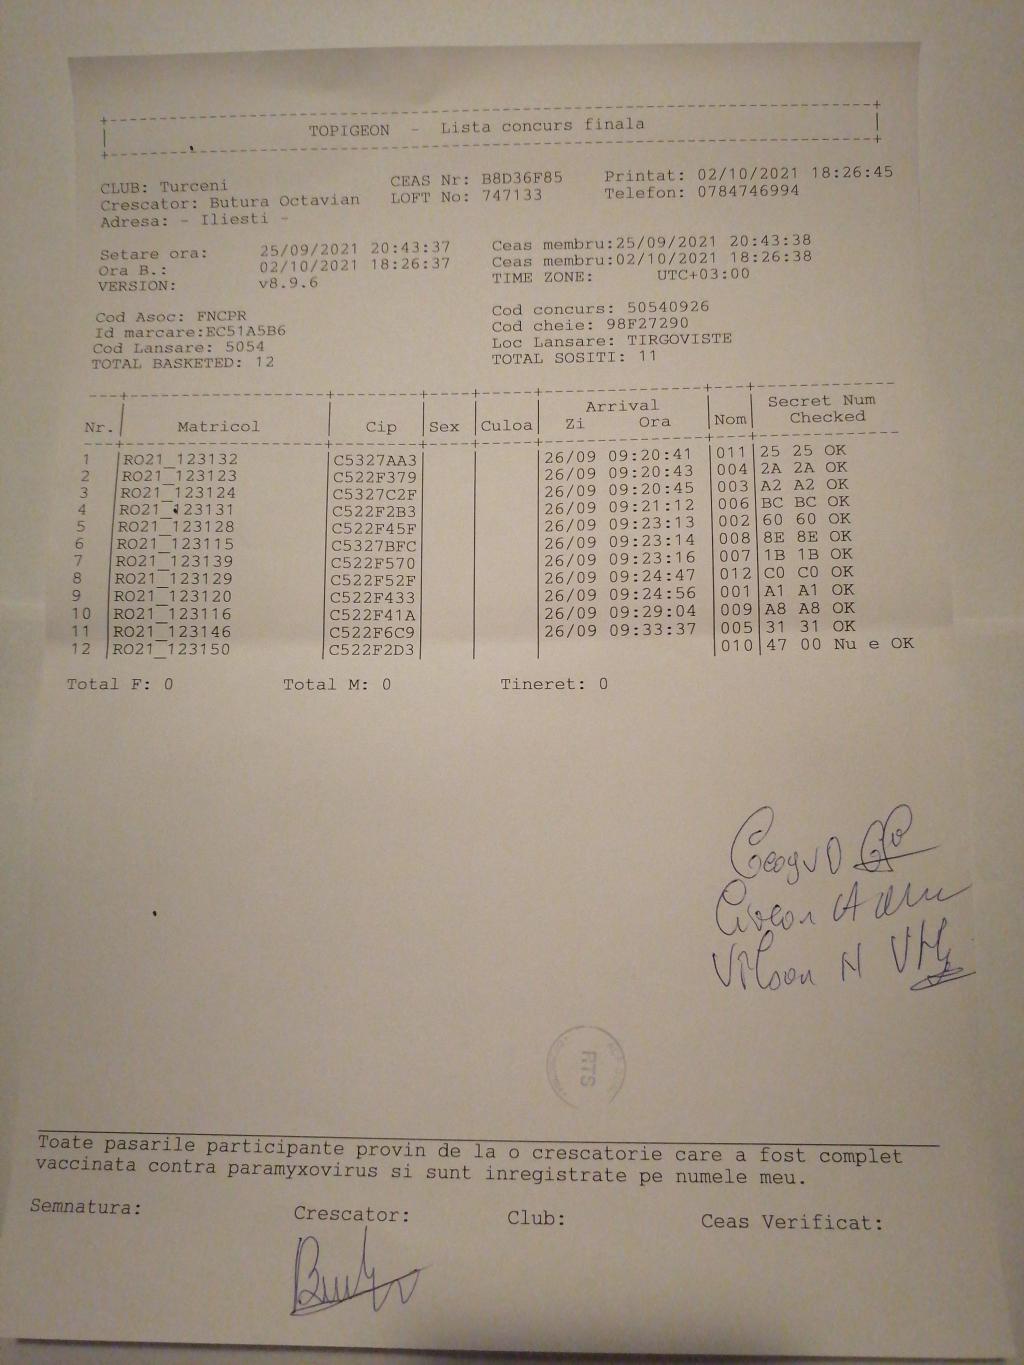 TOPIGEON - Lista concurs finala
CLUB: Turceni CEAS Nr: B8D36F85 Printat: 02/10/2021 18:26:45
Crescator: Butura Octavian LOFT No: 747133 Telefon: 0784746994
Adresa: - Iliesti -
Setare ora: 25/09/2021 20:43:37 Ceas membru:25/09/2021 20:43:38
Ora B.: 02/10/2021 18:26:37 Ceas membru:02/10/2021 18:26:38
VERSION: v8.9.6 TIME ZONE: UTC+03:00
Cod Asoc: FNCPR Cod concurs: 50540926
Id marcare:EC51A5B6 Cod cheie: 98F27290
Cod Lansare: 5054 Loc Lansare: TIRGOVISTE
TOTAL BASKETED: 12 TOTAL SOSITI: 11
Arrival Secret Num
Nr. Matricol Cip Sex Culoa Zi Ora Nom Checked
1 RO21_123132 C5327AA3 26/09 09:20:41 011 25 25 OK
2 RO21_123123 C522F379 26/09 09:20:43 004 2A 2A OK
3 RO21_123124 C5327C2F 26/09 09:20:45 003 A2 A2 OK
4 RO21_123131 C522F2B3 26/09 09:21:12 006 BC BC OK
5 RO21_123128 C522F45F 26/09 09:23:13 002 60 60 OK
6 RO21_123115 C5327BFC 26/09 09:23:14 008 8E 8E OK
7 RO21_123139 C522F570 26/09 09:23:16 007 1B 1B OK
8 RO21_123129 C522F52F 26/09 09:24:47 012 C0 C0 OK
9 RO21_123120 C522F433 26/09 09:24:56 001 A1 A1 OK
10 RO21_123116 C522F41A 26/09 09:29:04 009 A8 A8 OK
11 RO21_123146 C522F6C9 26/09 09:33:37 005 31 31 OK
12 RO21_123150 C522F2D3 010 47 00 Nu e OK
Total F: 0 Total M: 0 Tineret: 0
RTS
Toate pasarile participante provin de la o crescatorie care a fost complet
vaccinata contra paramyxovirus si sunt inregistrate pe numele meu.
Semnatura: Crescator: Club: Ceas Verificat: